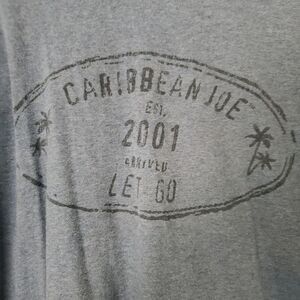 CARIBBEAN JOE
EST.
2001
ARRIVED
LET GO